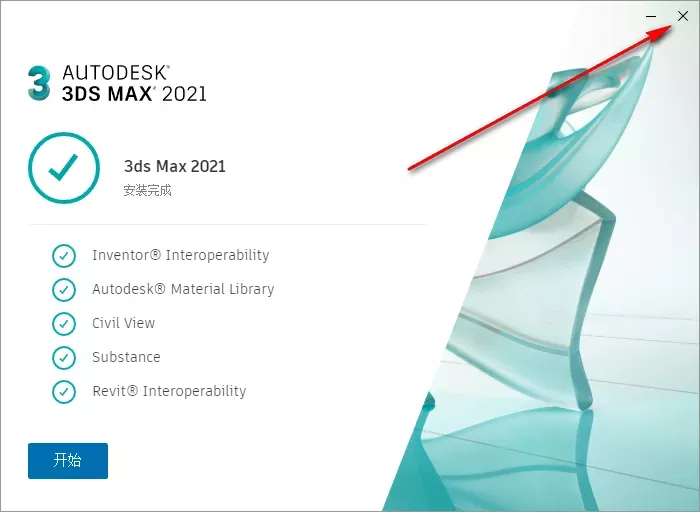 AUTODESK®
3DS MAX® 2021
3ds Max 2021
安装完成
Inventor® Interoperability
Autodesk® Material Library
Civil View
Substance
Revit® Interoperability
开始